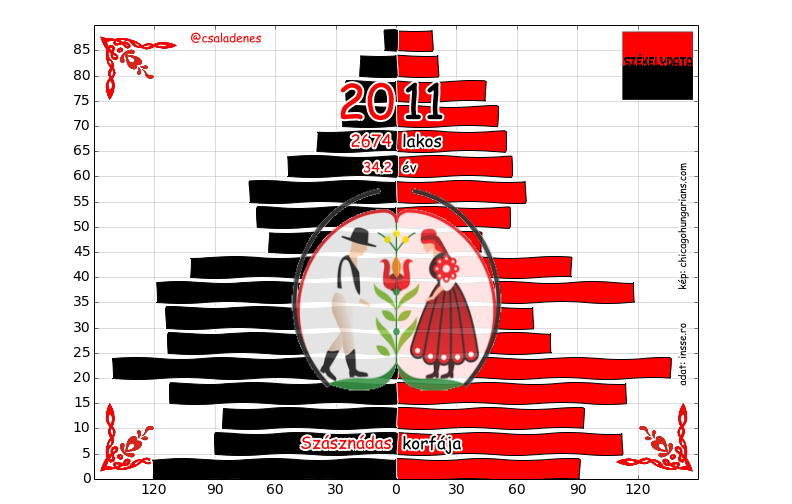 @csaladenes
SZÉKELYDATA
2011
2674 lakos
34.2 év
kép: chicagohungarians.com
adat: insse.ro
Szásznádas korfája
85
80
75
70
65
60
55
50
45
40
35
30
25
20
15
10
5
0
120 90 60 30 0 30 60 90 120